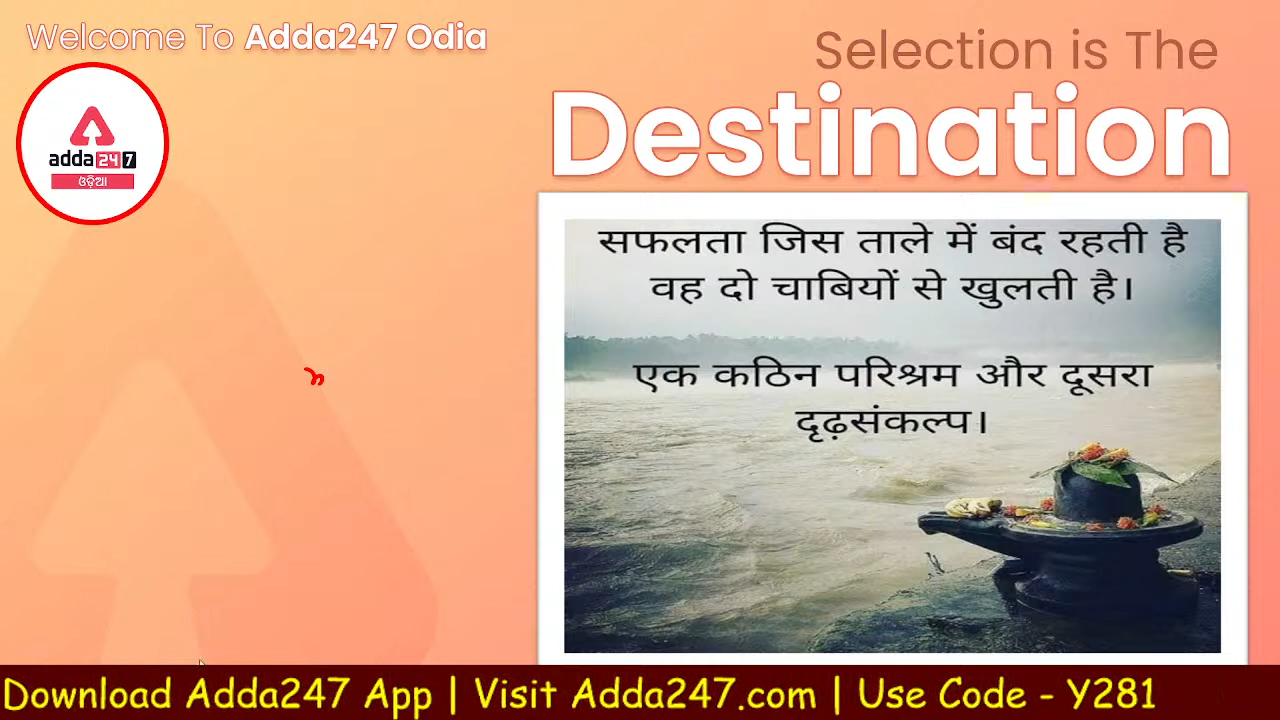 Welcome To Adda247 Odia
Selection is The
Destination
adda247
ଓଡ଼ିଆ
सफलता जिस ताले में बंद रहती है
वह दो चाबियों से खुलती है।
एक कठिन परिश्रम और दूसरा
दृढ़संकल्प।
Download Adda247 App | Visit Adda247.com | Use Code - Y281